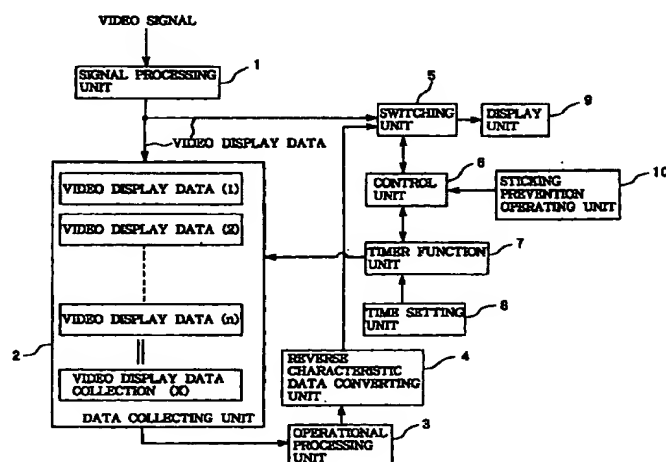 VIDEO SIGNAL
SIGNAL PROCESSING
UNIT
1
VIDEO DISPLAY DATA
5
SWITCHING
UNIT
DISPLAY
UNIT
9
6
CONTROL
UNIT
STICKING
PREVENTION
OPERATING UNIT
10
TIMER FUNCTION
UNIT
7
TIME SETTING
UNIT
8
VIDEO DISPLAY DATA (1)
VIDEO DISPLAY DATA (2)
VIDEO DISPLAY DATA (n)
2
VIDEO DISPLAY DATA
COLLECTION (X)
DATA COLLECTING UNIT
REVERSE
CHARACTERISTIC
DATA CONVERTING
UNIT
4
OPERATIONAL
PROCESSING
UNIT
3